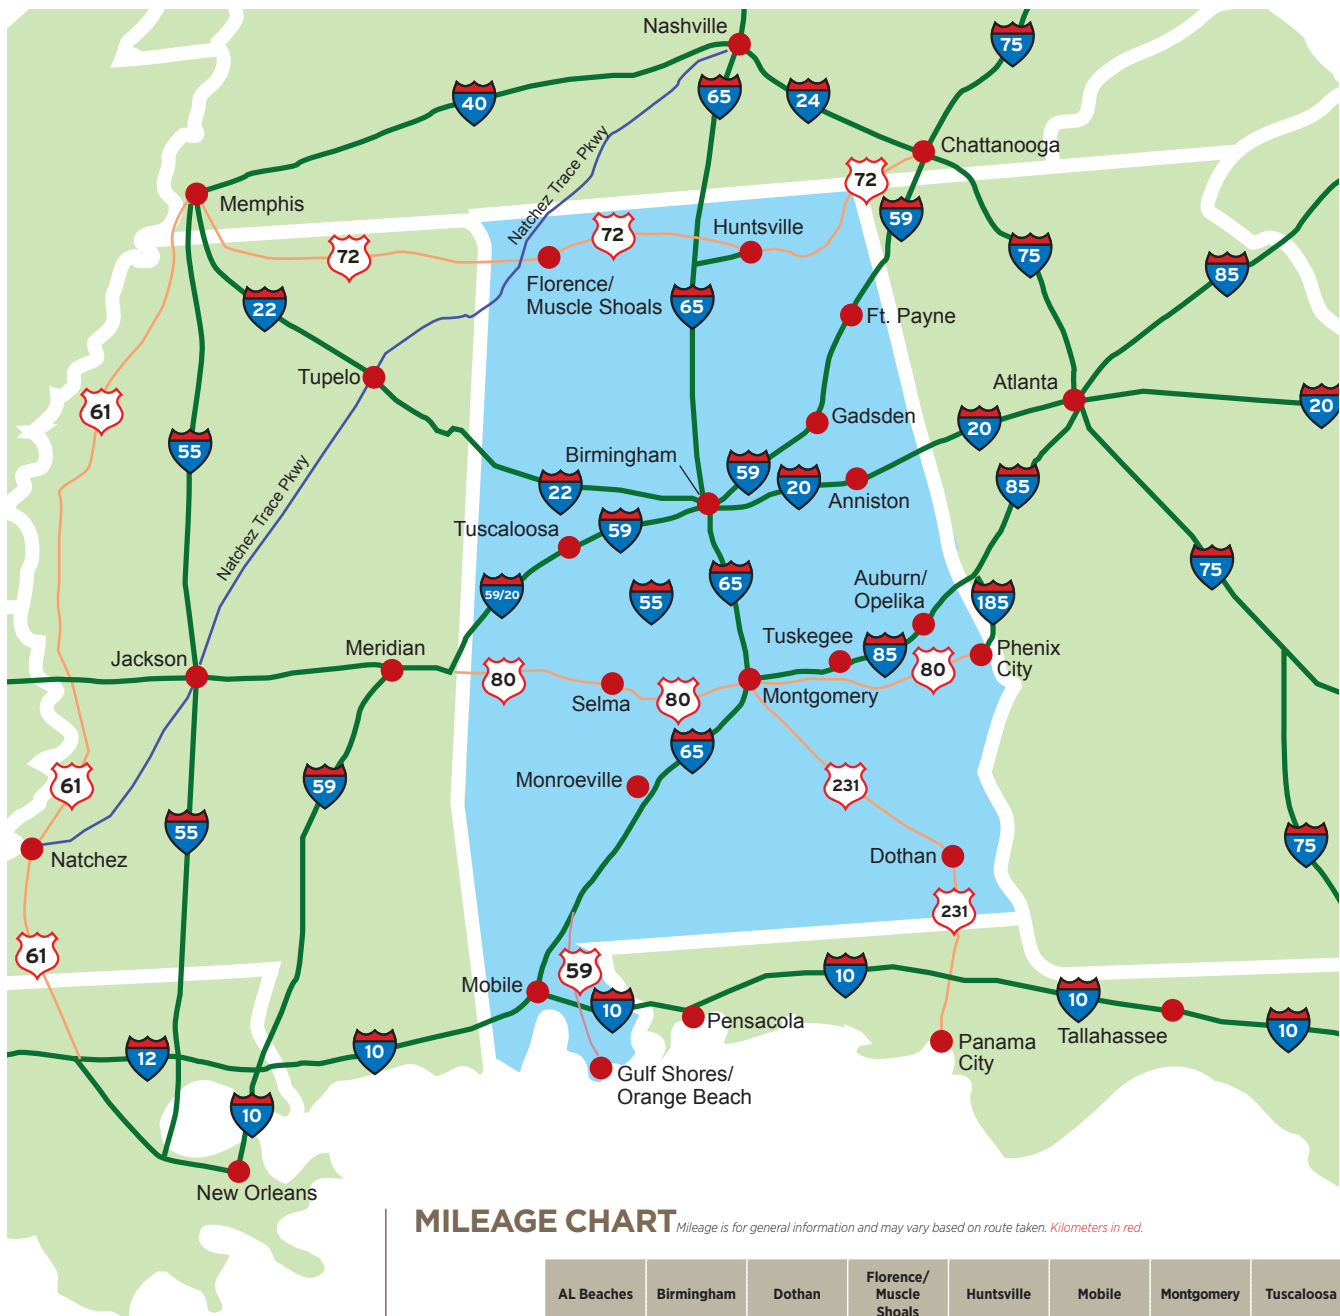 Nashville
75
65
24
40
Natchez Trace Pkwy
Chattanooga
72
Memphis
59
Huntsville
72
72
75
85
Florence/
Muscle Shoals
22
65
Ft. Payne
Tupelo
Atlanta
61
20
Gadsden
20
55
Birmingham
59
20
22
Anniston
85
Natchez Trace Pkwy
Tuscaloosa
59
59/20
55
65
Auburn/
Opelika
185
75
Tuskegee
85
Jackson
Meridian
80
Selma
80
Montgomery
80
Phenix
City
65
Monroeville
231
61
59
55
75
Natchez
Dothan
231
61
59
10
Mobile
10
10
Pensacola
Tallahassee
10
12
10
Panama
City
Gulf Shores/
Orange Beach
10
New Orleans
MILEAGE CHART Mileage is for general information and may vary based on route taken. Kilometers in red.
AL Beaches Birmingham Dothan Florence/
Muscle
Shoals Huntsville Mobile Montgomery Tuscaloosa